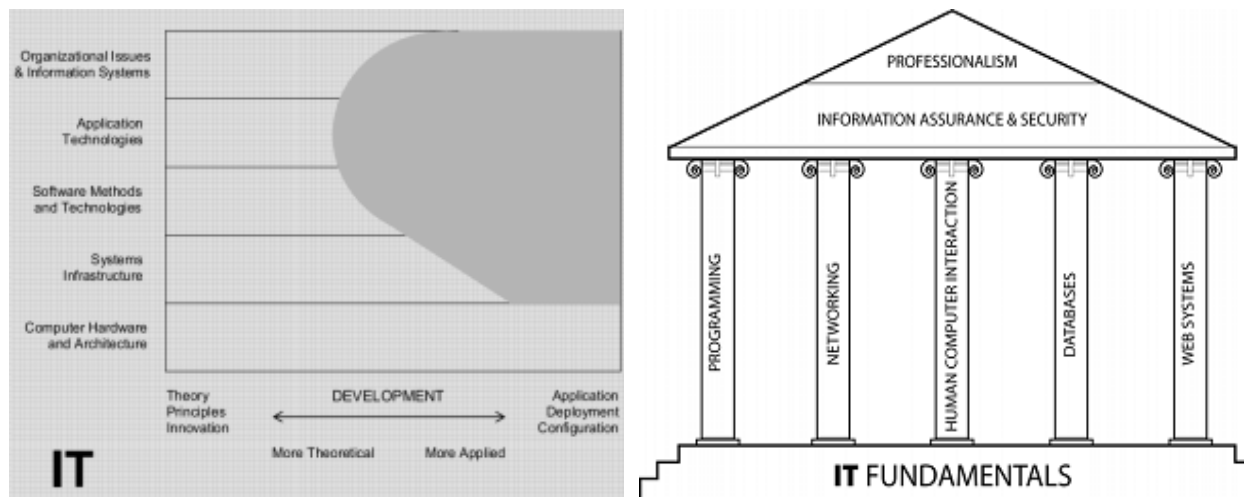 Organizational Issues
& Information Systems
Application
Technologies
Software Methods
and Technologies
Systems
Infrastructure
Computer Hardware
and Architecture
Theory
Principles
Innovation
DEVELOPMENT
Application
Deployment
Configuration
More Theoretical
More Applied
IT
PROFESSIONALISM
INFORMATION ASSURANCE & SECURITY
PROGRAMMING
NETWORKING
HUMAN COMPUTER INTERACTION
DATABASES
WEB SYSTEMS
IT FUNDAMENTALS